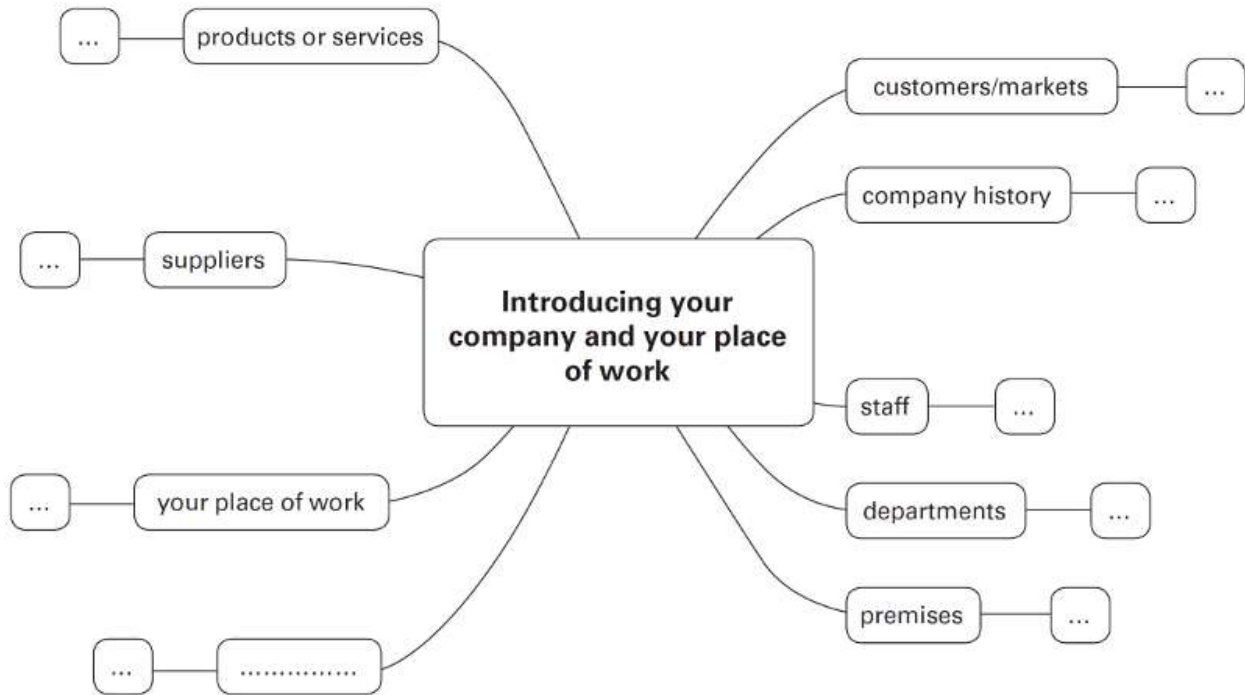 ... products or services
customers/markets ...
company history ...
... suppliers
Introducing your
company and your place
of work
staff ...
... your place of work
departments ...
premises ...
... ...............